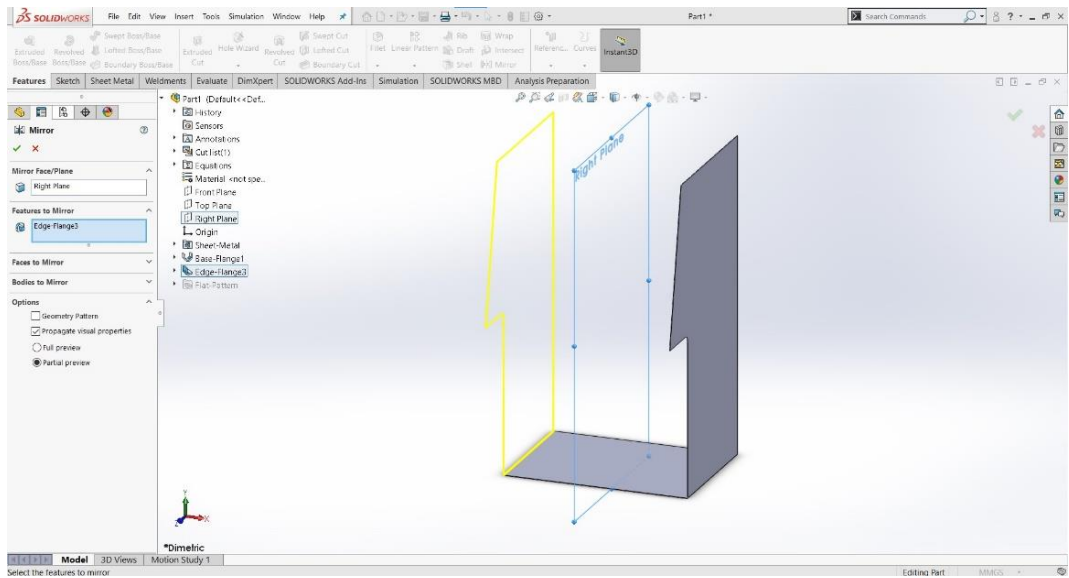 SOLIDWORKS File Edit View Insert Tools Simulation Window Help Part1 * Search Commands
Extruded Boss/Base Revolved Boss/Base Swept Boss/Base Lofted Boss/Base Boundary Boss/Base Extruded Cut Hole Wizard Revolved Cut Swept Cut Lofted Cut Boundary Cut Fillet Linear Pattern Rib Draft Shell Wrap Intersect Mirror Referenc... Curves Instant3D
Features Sketch Sheet Metal Weldments Evaluate DimXpert SOLIDWORKS Add-Ins Simulation SOLIDWORKS MBD Analysis Preparation
Mirror
Mirror Face/Plane
Right Plane
Features to Mirror
Edge-Flange3
Faces to Mirror
Bodies to Mirror
Options
Geometry Pattern
Propagate visual properties
Full preview
Partial preview
Part1 (Default<<Def...
History
Sensors
Annotations
Cut list(1)
Equations
Material <not spe...
Front Plane
Top Plane
Right Plane
Origin
Sheet-Metal
Base-Flange1
Edge-Flange3
Flat-Pattern
Right Plane
Y
X
Z
*Dimetric
Model 3D Views Motion Study 1
Select the features to mirror Editing Part MMGS